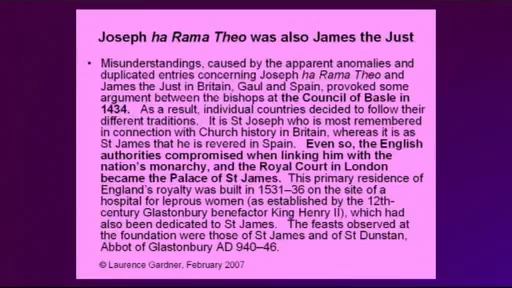 Joseph ha Rama Theo was also James the Just
• Misunderstandings, caused by the apparent anomalies and
duplicated entries concerning Joseph ha Rama Theo and
James the Just in Britain, Gaul and Spain, provoked some
argument between the bishops at the Council of Basle in
1434. As a result, individual countries decided to follow their
different traditions. It is St Joseph who is most remembered
in connection with Church history in Britain, whereas it is as
St James that he is revered in Spain. Even so, the English
authorities compromised when linking him with the
nation's monarchy, and the Royal Court in London
became the Palace of St James. This primary residence of
England's royalty was built in 1531–36 on the site of a
hospital for leprous women (as established by the 12th-
century Glastonbury benefactor King Henry II), which had
also been dedicated to St James. The feasts observed at
the foundation were those of St James and of St Dunstan,
Abbot of Glastonbury AD 940–46.
© Laurence Gardner, February 2007